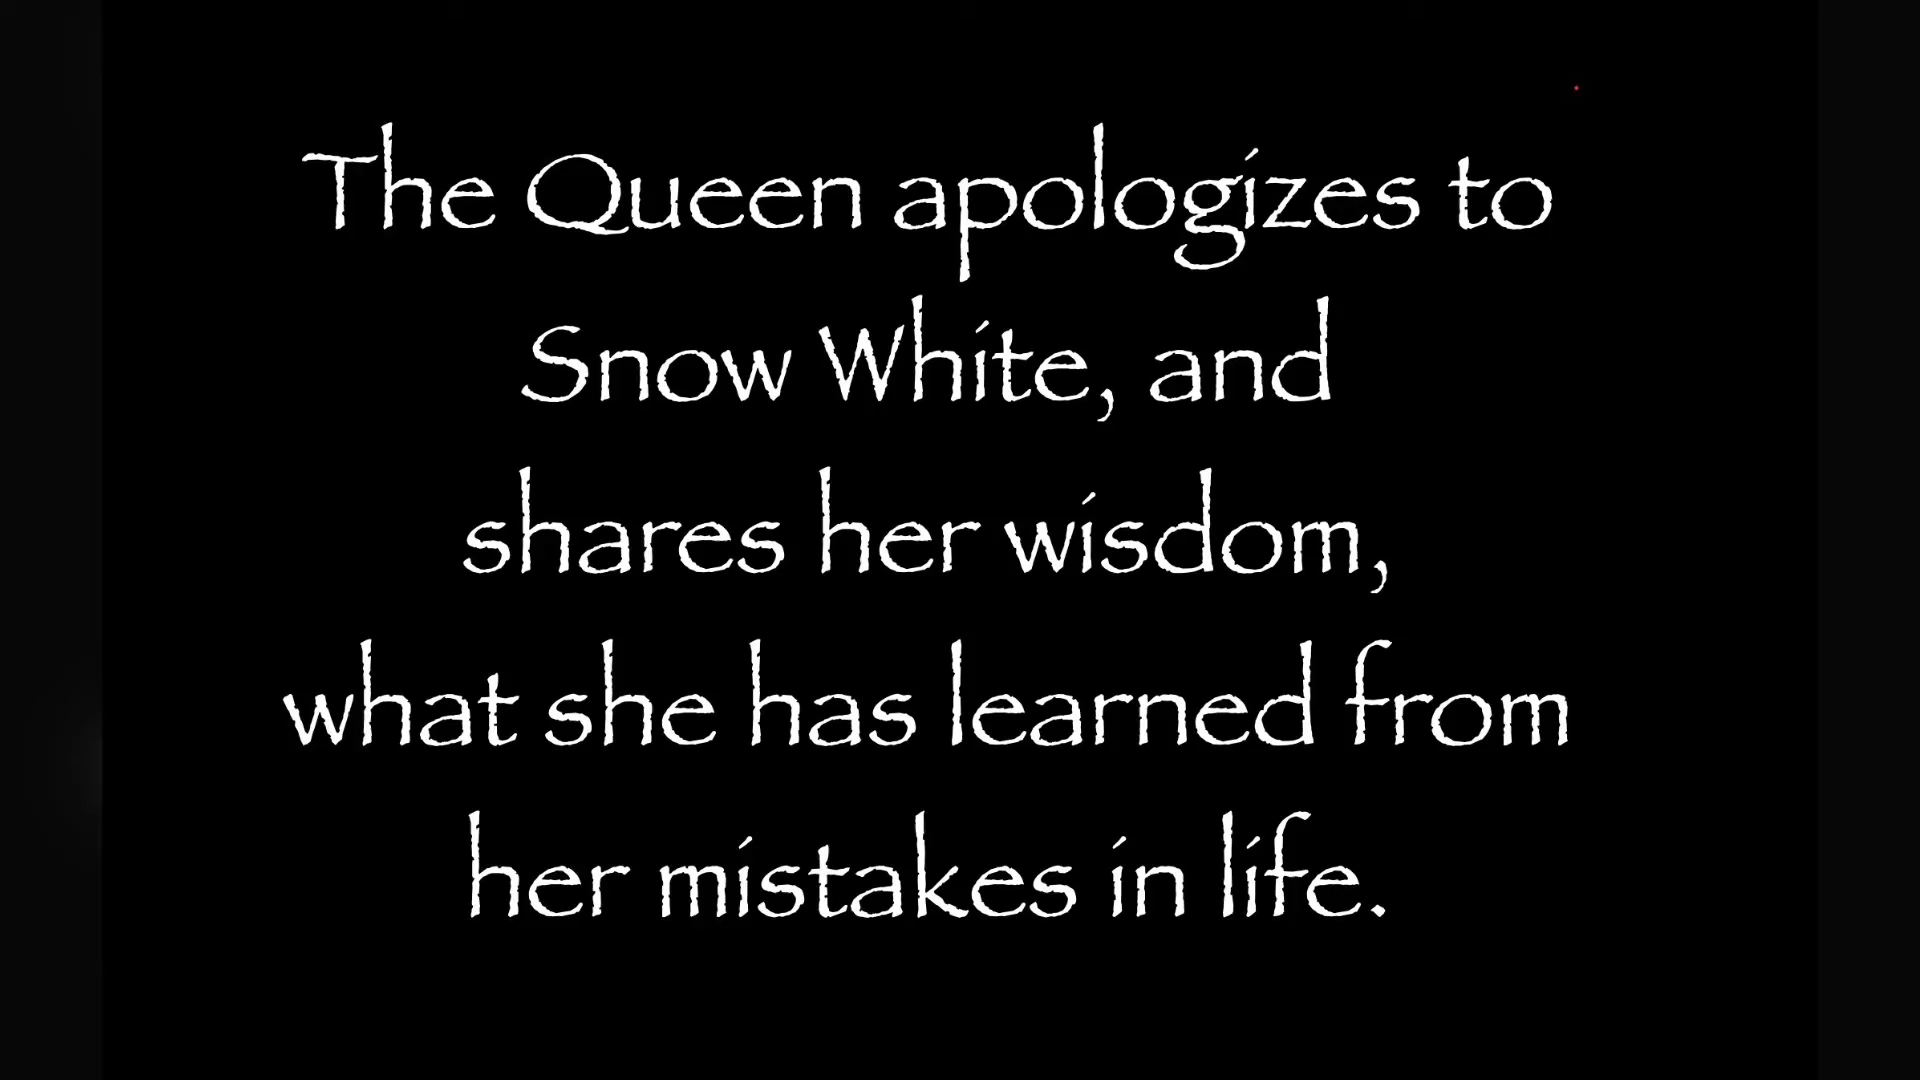 The Queen apologizes to
Snow White, and
shares her wisdom,
what she has learned from
her mistakes in life.